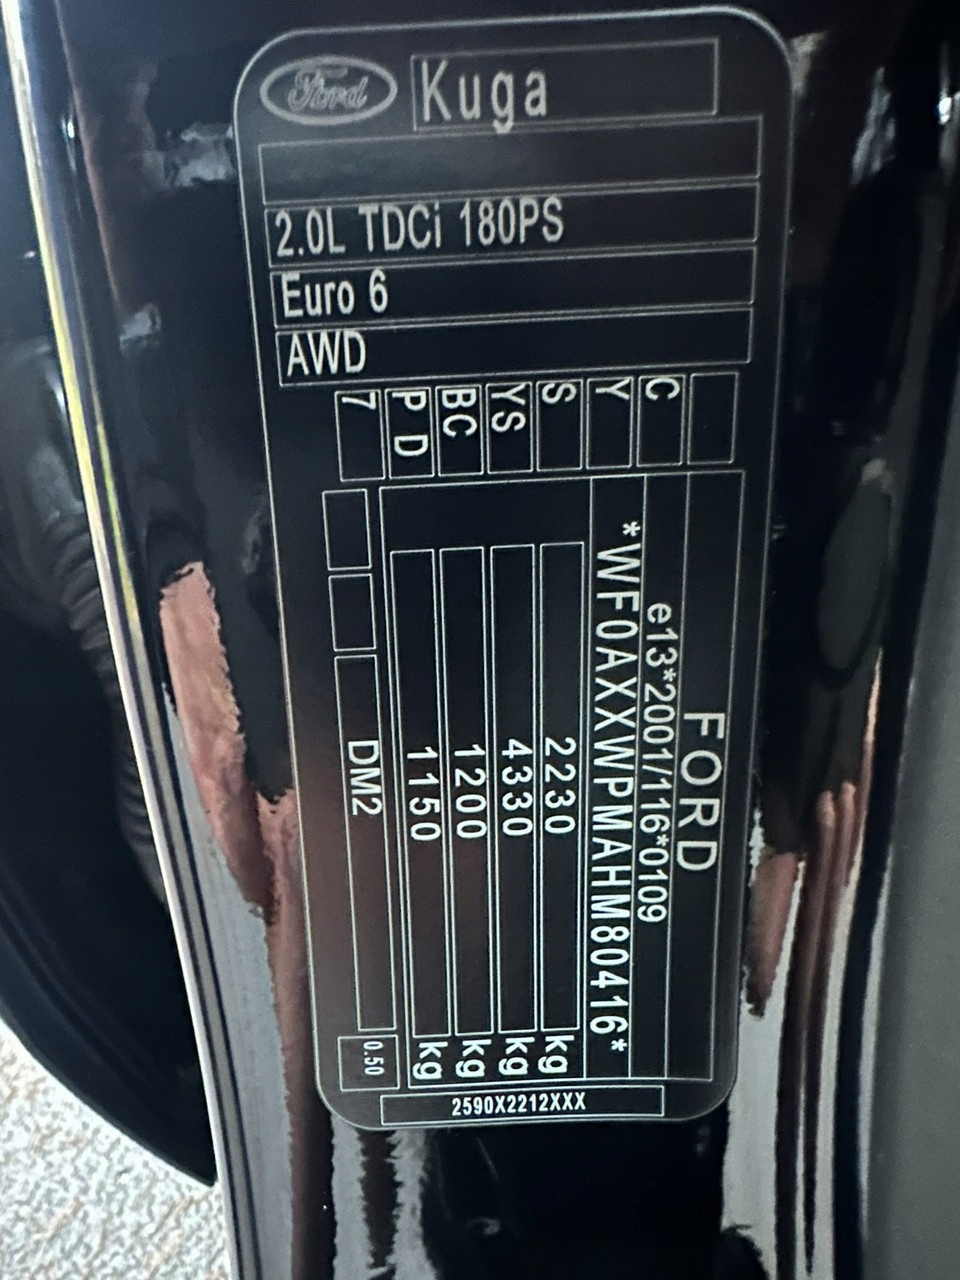 Ford
Kuga
2.0L TDCi 180PS
Euro 6
AWD
C
Y
S
YS
BC
P D
7
FORD
e13*2001/116*0109
*WF0AXXWPMAHM80416*
2230 kg
4330 kg
1200 kg
1150 kg
DM2
0.50
2590X2212XXX